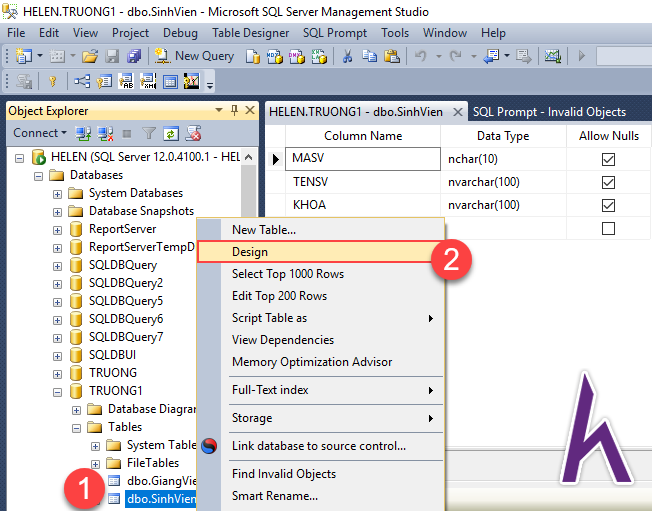 HELEN.TRUONG1 - dbo.SinhVien - Microsoft SQL Server Management Studio
File Edit View Project Debug Table Designer SQL Prompt Tools Window Help
New Query
Object Explorer
Connect
HELEN (SQL Server 12.0.4100.1 - HEL
Databases
System Databases
Database Snapshots
ReportServer
ReportServerTempD
SQLDBQuery
SQLDBQuery2
SQLDBQuery5
SQLDBQuery6
SQLDBQuery7
SQLDBUI
TRUONG
TRUONG1
Database Diagra
Tables
System Table
FileTables
dbo.GiangVie
1
dbo.SinhVien
HELEN.TRUONG1 - dbo.SinhVien
SQL Prompt - Invalid Objects
Column Name Data Type Allow Nulls
MASV nchar(10)
TENSV nvarchar(100)
KHOA nvarchar(100)
New Table...
Design
2
Select Top 1000 Rows
Edit Top 200 Rows
Script Table as
View Dependencies
Memory Optimization Advisor
Full-Text index
Storage
Link database to source control...
Find Invalid Objects
Smart Rename...